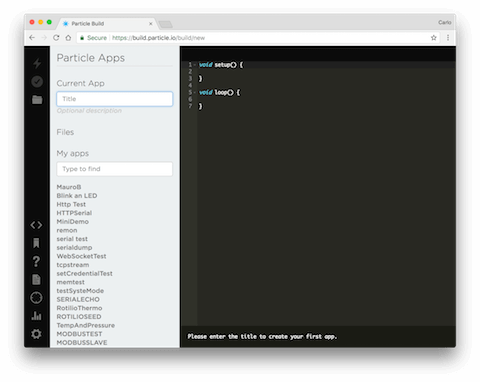 Particle Build
Carlo
Secure
https://build.particle.io/build/new
Particle Apps
Current App
Title
Optional description
Files
My apps
Type to find
MauroB
Blink an LED
Http Test
HTTPSerial
MiniDemo
remon
serial test
serialdump
WebSocketTest
tcpstream
setCredentialTest
memtest
testSysteMode
SERIALECHO
RotilioThermo
ROTILIOSEED
TempAndPressure
MODBUSTEST
MODBUSSLAVE
1 void setup() {
2
3 }
4
5 void loop() {
6
7 }
Please enter the title to create your first app.